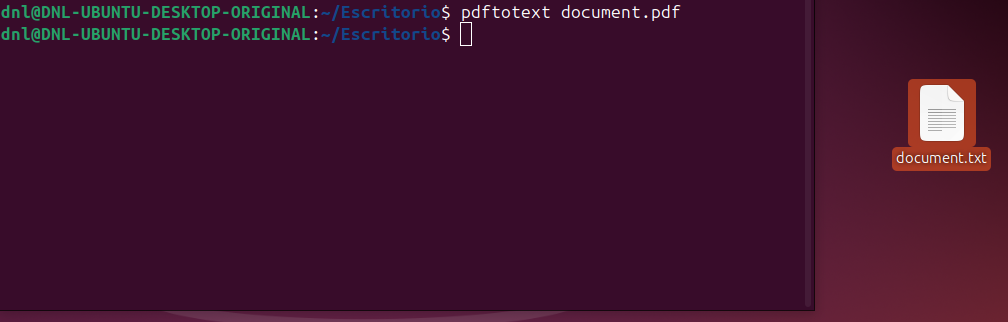 dnl@DNL-UBUNTU-DESKTOP-ORIGINAL:~/Escritorio$ pdftotext document.pdf
dnl@DNL-UBUNTU-DESKTOP-ORIGINAL:~/Escritorio$
document.txt